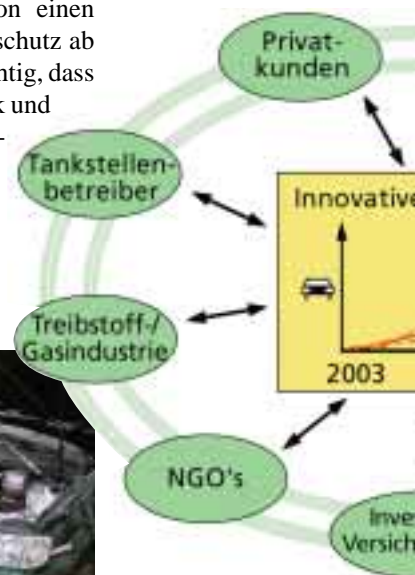 on einen
schutz ab
tig, dass
und
Privat-
kunden
Tankstellen-
betreiber
Innovative
Treibstoff-/
Gasindustrie
2003
NGO's
Inve
Versich